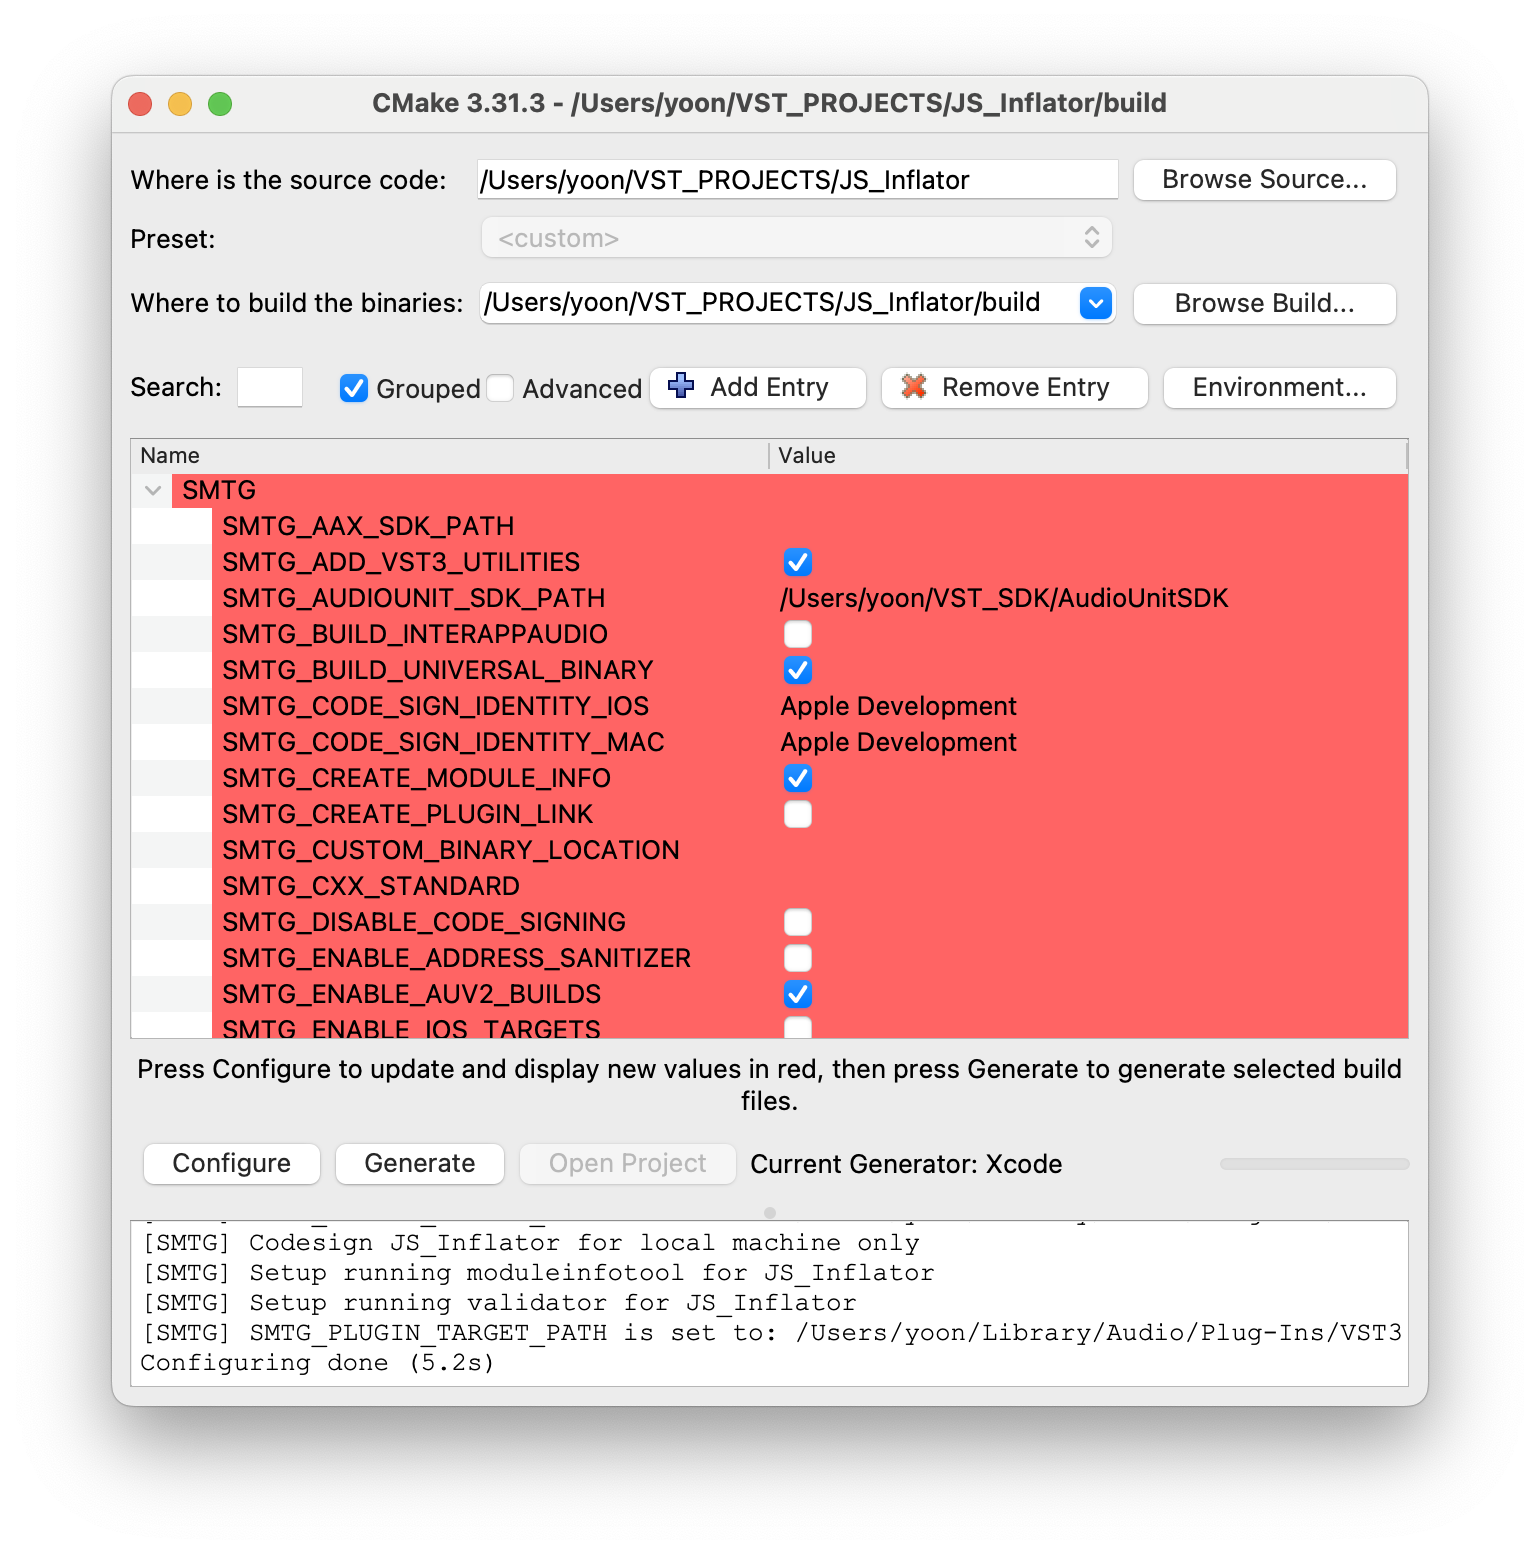 CMake 3.31.3 - /Users/yoon/VST_PROJECTS/JS_Inflator/build
Where is the source code: /Users/yoon/VST_PROJECTS/JS_Inflator Browse Source...
Preset: <custom>
Where to build the binaries: /Users/yoon/VST_PROJECTS/JS_Inflator/build Browse Build...
Search: Grouped Advanced Add Entry Remove Entry Environment...
Name Value
SMTG
SMTG_AAX_SDK_PATH
SMTG_ADD_VST3_UTILITIES
SMTG_AUDIOUNIT_SDK_PATH /Users/yoon/VST_SDK/AudioUnitSDK
SMTG_BUILD_INTERAPPAUDIO
SMTG_BUILD_UNIVERSAL_BINARY
SMTG_CODE_SIGN_IDENTITY_IOS Apple Development
SMTG_CODE_SIGN_IDENTITY_MAC Apple Development
SMTG_CREATE_MODULE_INFO
SMTG_CREATE_PLUGIN_LINK
SMTG_CUSTOM_BINARY_LOCATION
SMTG_CXX_STANDARD
SMTG_DISABLE_CODE_SIGNING
SMTG_ENABLE_ADDRESS_SANITIZER
SMTG_ENABLE_AUV2_BUILDS
SMTG_ENABLE_IOS_TARGETS
Press Configure to update and display new values in red, then press Generate to generate selected build
files.
Configure Generate Open Project Current Generator: Xcode
[SMTG] Codesign JS_Inflator for local machine only
[SMTG] Setup running moduleinfotool for JS_Inflator
[SMTG] Setup running validator for JS_Inflator
[SMTG] SMTG_PLUGIN_TARGET_PATH is set to: /Users/yoon/Library/Audio/Plug-Ins/VST3
Configuring done (5.2s)